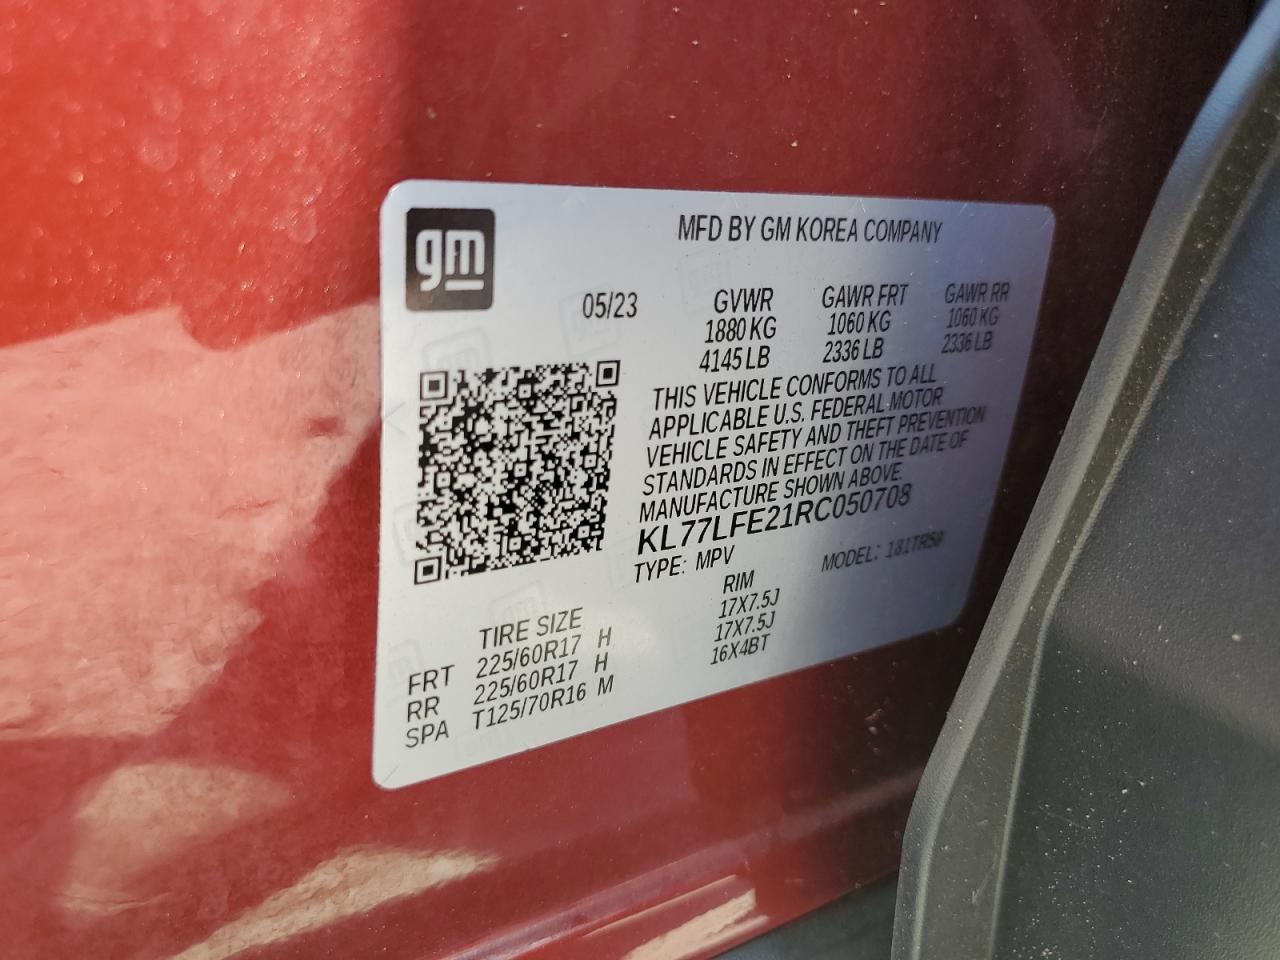 gm
MFD BY GM KOREA COMPANY
05/23 GVWR GAWR FRT GAWR RR
1880 KG 1060 KG 1060 KG
4145 LB 2336 LB 2336 LB
THIS VEHICLE CONFORMS TO ALL
APPLICABLE U.S. FEDERAL MOTOR
VEHICLE SAFETY AND THEFT PREVENTION
STANDARDS IN EFFECT ON THE DATE OF
MANUFACTURE SHOWN ABOVE.
KL77LFE21RC050708
TYPE: MPV MODEL: 1S1TR58
TIRE SIZE RIM
FRT 225/60R17 H 17X7.5J
RR 225/60R17 H 17X7.5J
SPA T125/70R16 M 16X4BT